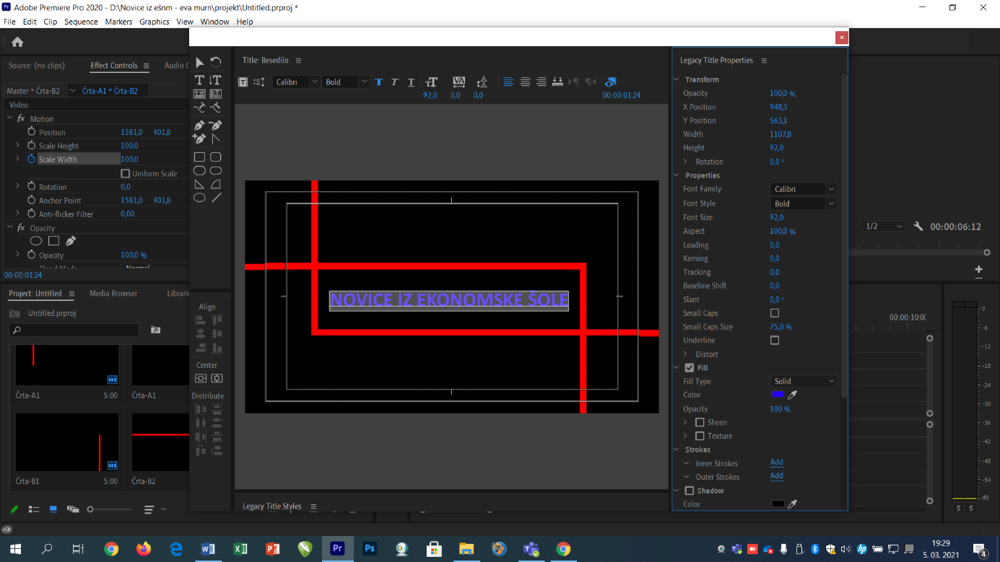 Adobe Premiere Pro 2020 - D:\Novice iz ešnm - eva murn\projekt\Untitled.prproj *
File Edit Clip Sequence Markers Graphics View Window Help
Source: (no clips) Effect Controls Audio C
Master * Črta-B2 Črta-A1 * Črta-B2
Video
fx Motion
Position 1581,0 401,8
Scale Height 100,0
Scale Width 100,0
Uniform Scale
Rotation 0,0
Anchor Point 1581,0 401,8
Anti-flicker Filter 0,00
fx Opacity
Opacity 100,0 %
Blend Mode Normal
00:00:01:24
Project: Untitled Media Browser Librari
Untitled.prproj
Črta-A1 5:00 Črta-A1
Črta-B1 5:00 Črta-B2
Align
Center
Distribute
Title: Besedilo
Calibri Bold
92,0 0,0 0,0 00:00:01:24
NOVICE IZ EKONOMSKE ŠOLE
Legacy Title Styles
Legacy Title Properties
Transform
Opacity 100,0 %
X Position 948,3
Y Position 563,1
Width 1107,8
Height 92,0
Rotation 0,0 °
Properties
Font Family Calibri
Font Style Bold
Font Size 92,0
Aspect 100,0 %
Leading 0,0
Kerning 0,0
Tracking 0,0
Baseline Shift 0,0
Slant 0,0 °
Small Caps
Small Caps Size 75,0 %
Underline
Distort
Fill
Fill Type Solid
Color
Opacity 100 %
Sheen
Texture
Strokes
Inner Strokes Add
Outer Strokes Add
Shadow
Color
1/2 00:00:06:12
00:00:10:0
0
-6
-12
-18
-24
-30
-36
-42
-48
-54
dB
S S
19:29
5. 03. 2021
4